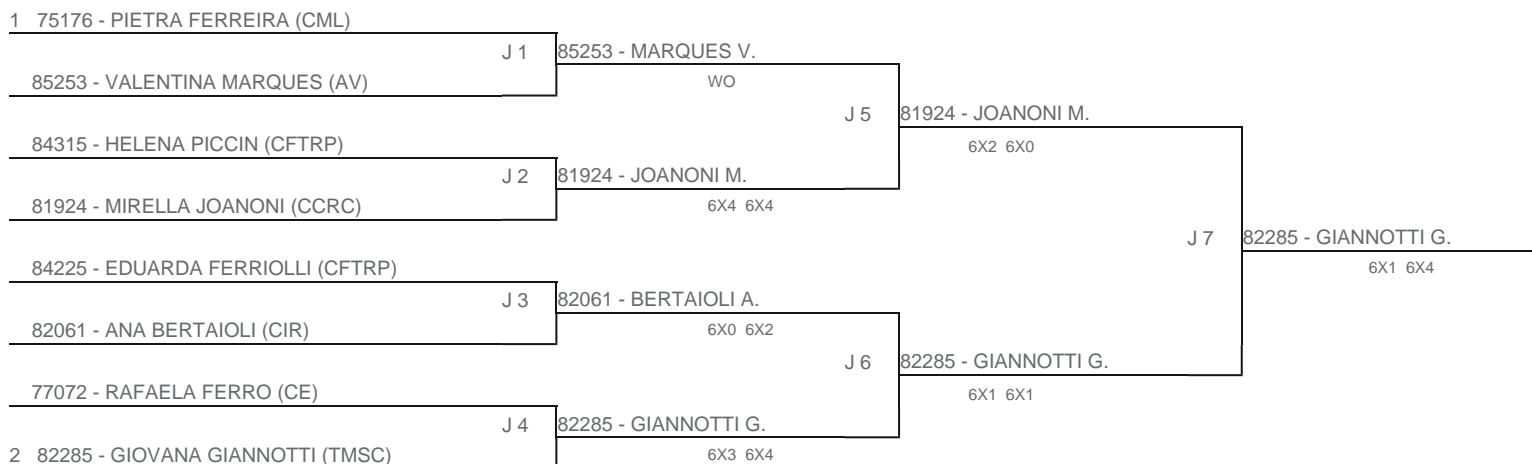 1 75176 - PIETRA FERREIRA (CML)
J 1
85253 - MARQUES V.
85253 - VALENTINA MARQUES (AV)
WO
J 5
81924 - JOANONI M.
84315 - HELENA PICCIN (CFTRP)
6X2 6X0
J 2
81924 - JOANONI M.
81924 - MIRELLA JOANONI (CCRC)
6X4 6X4
J 7
82285 - GIANNOTTI G.
84225 - EDUARDA FERRIOLLI (CFTRP)
6X1 6X4
J 3
82061 - BERTAIOLI A.
82061 - ANA BERTAIOLI (CIR)
6X0 6X2
J 6
82285 - GIANNOTTI G.
77072 - RAFAELA FERRO (CE)
6X1 6X1
J 4
82285 - GIANNOTTI G.
2 82285 - GIOVANA GIANNOTTI (TMSC)
6X3 6X4